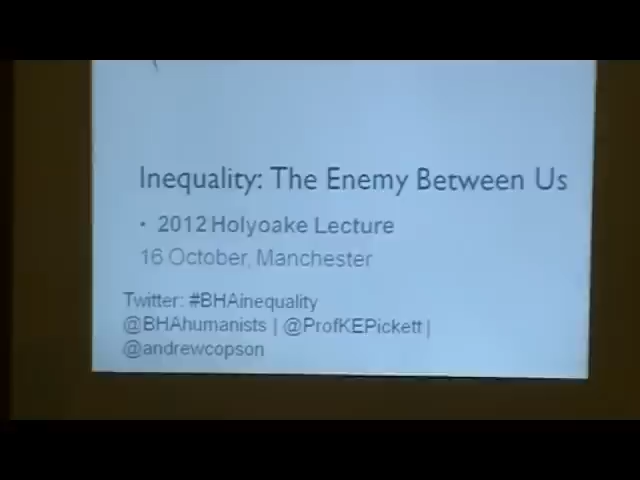 Inequality: The Enemy Between Us
• 2012 Holyoake Lecture
16 October, Manchester
Twitter: #BHAinequality
@BHAhumanists | @ProfKEPickett |
@andrewcopson